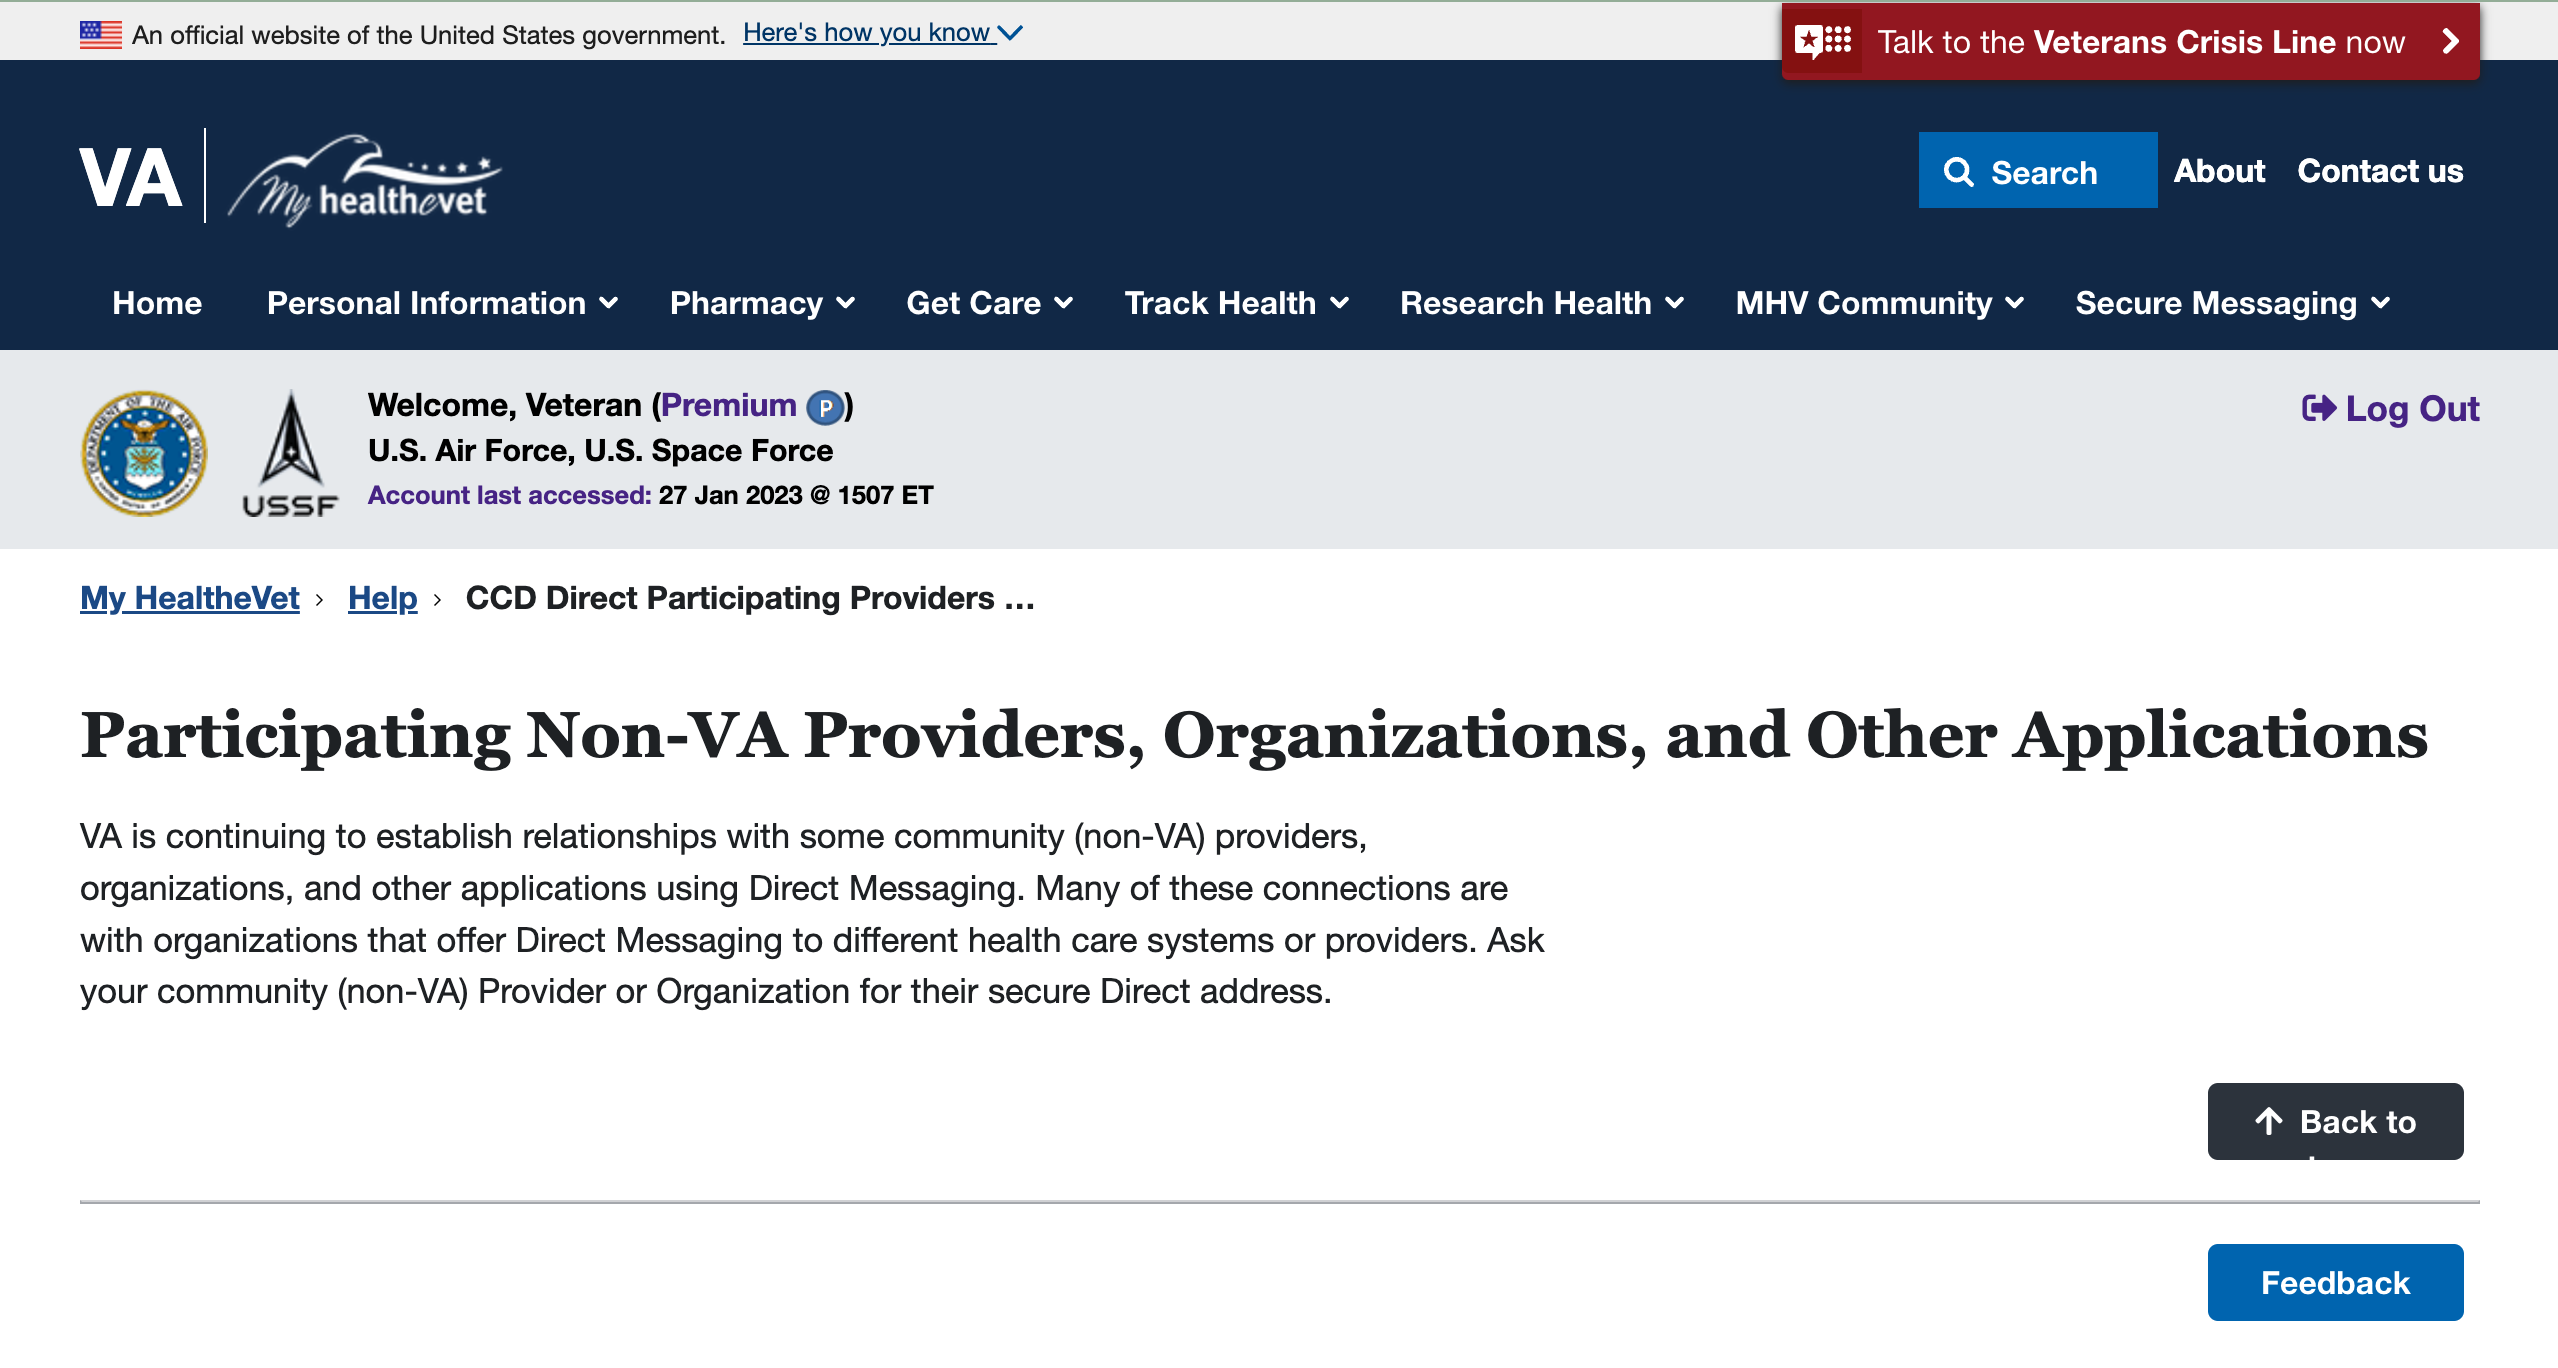 An official website of the United States government. Here's how you know
Talk to the Veterans Crisis Line now
VA
My healthevet
Search
About
Contact us
Home
Personal Information
Pharmacy
Get Care
Track Health
Research Health
MHV Community
Secure Messaging
DEPARTMENT OF THE AIR FORCE
USSF
Welcome, Veteran (Premium P)
U.S. Air Force, U.S. Space Force
Account last accessed: 27 Jan 2023 @ 1507 ET
Log Out
My HealtheVet › Help › CCD Direct Participating Providers ...
Participating Non-VA Providers, Organizations, and Other Applications
VA is continuing to establish relationships with some community (non-VA) providers,
organizations, and other applications using Direct Messaging. Many of these connections are
with organizations that offer Direct Messaging to different health care systems or providers. Ask
your community (non-VA) Provider or Organization for their secure Direct address.
Back to
Feedback